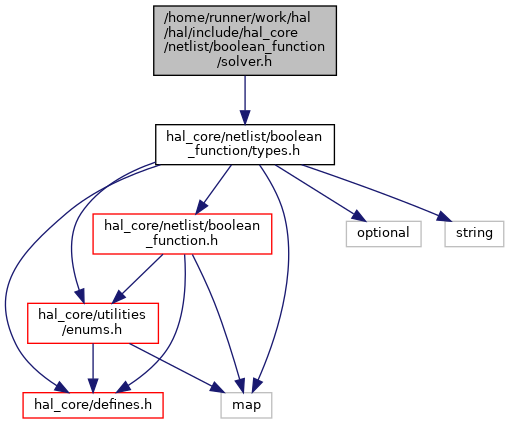 /home/runner/work/hal
/hal/include/hal_core
/netlist/boolean_function
/solver.h
hal_core/netlist/boolean
_function/types.h
hal_core/netlist/boolean
_function.h
optional
string
hal_core/utilities
/enums.h
hal_core/defines.h
map